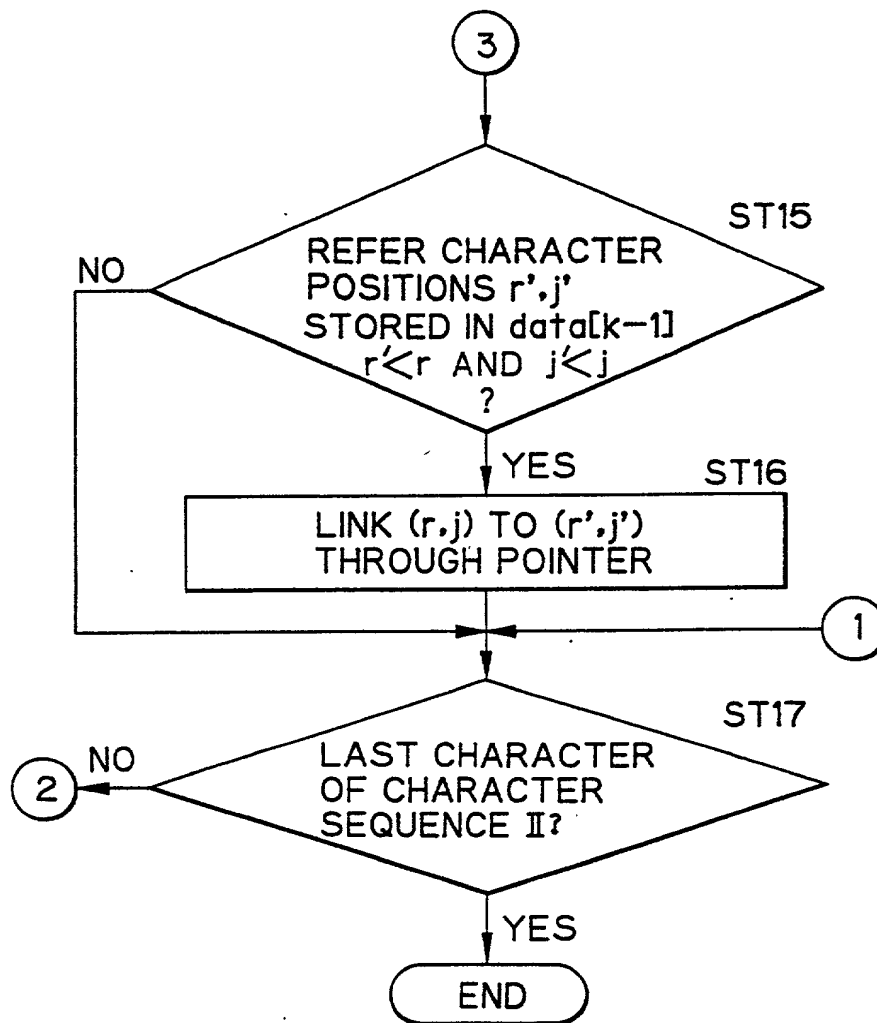 3
ST15
REFER CHARACTER
POSITIONS r',j'
STORED IN data[k-1]
r'<r AND j'<j
?
NO
YES
ST16
LINK (r,j) TO (r',j')
THROUGH POINTER
1
ST17
LAST CHARACTER
OF CHARACTER
SEQUENCE II?
NO
2
YES
END